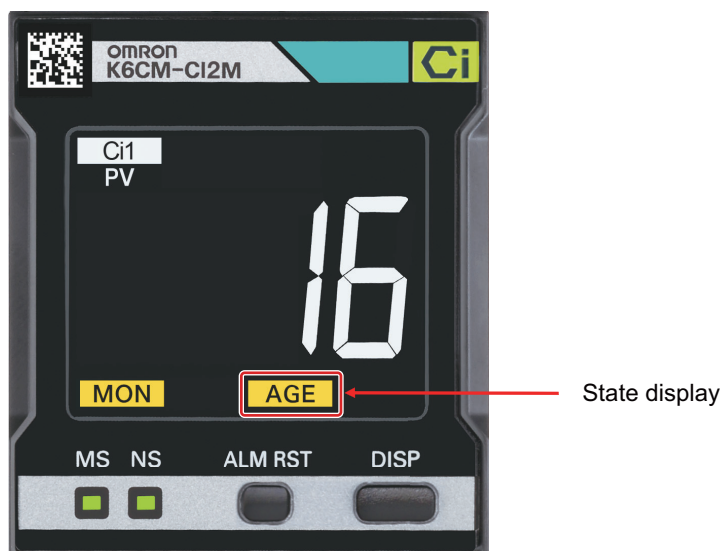 OMRON
K6CM-CI2M
Ci
Ci1
PV
16
MON
AGE
State display
MS NS ALM RST DISP